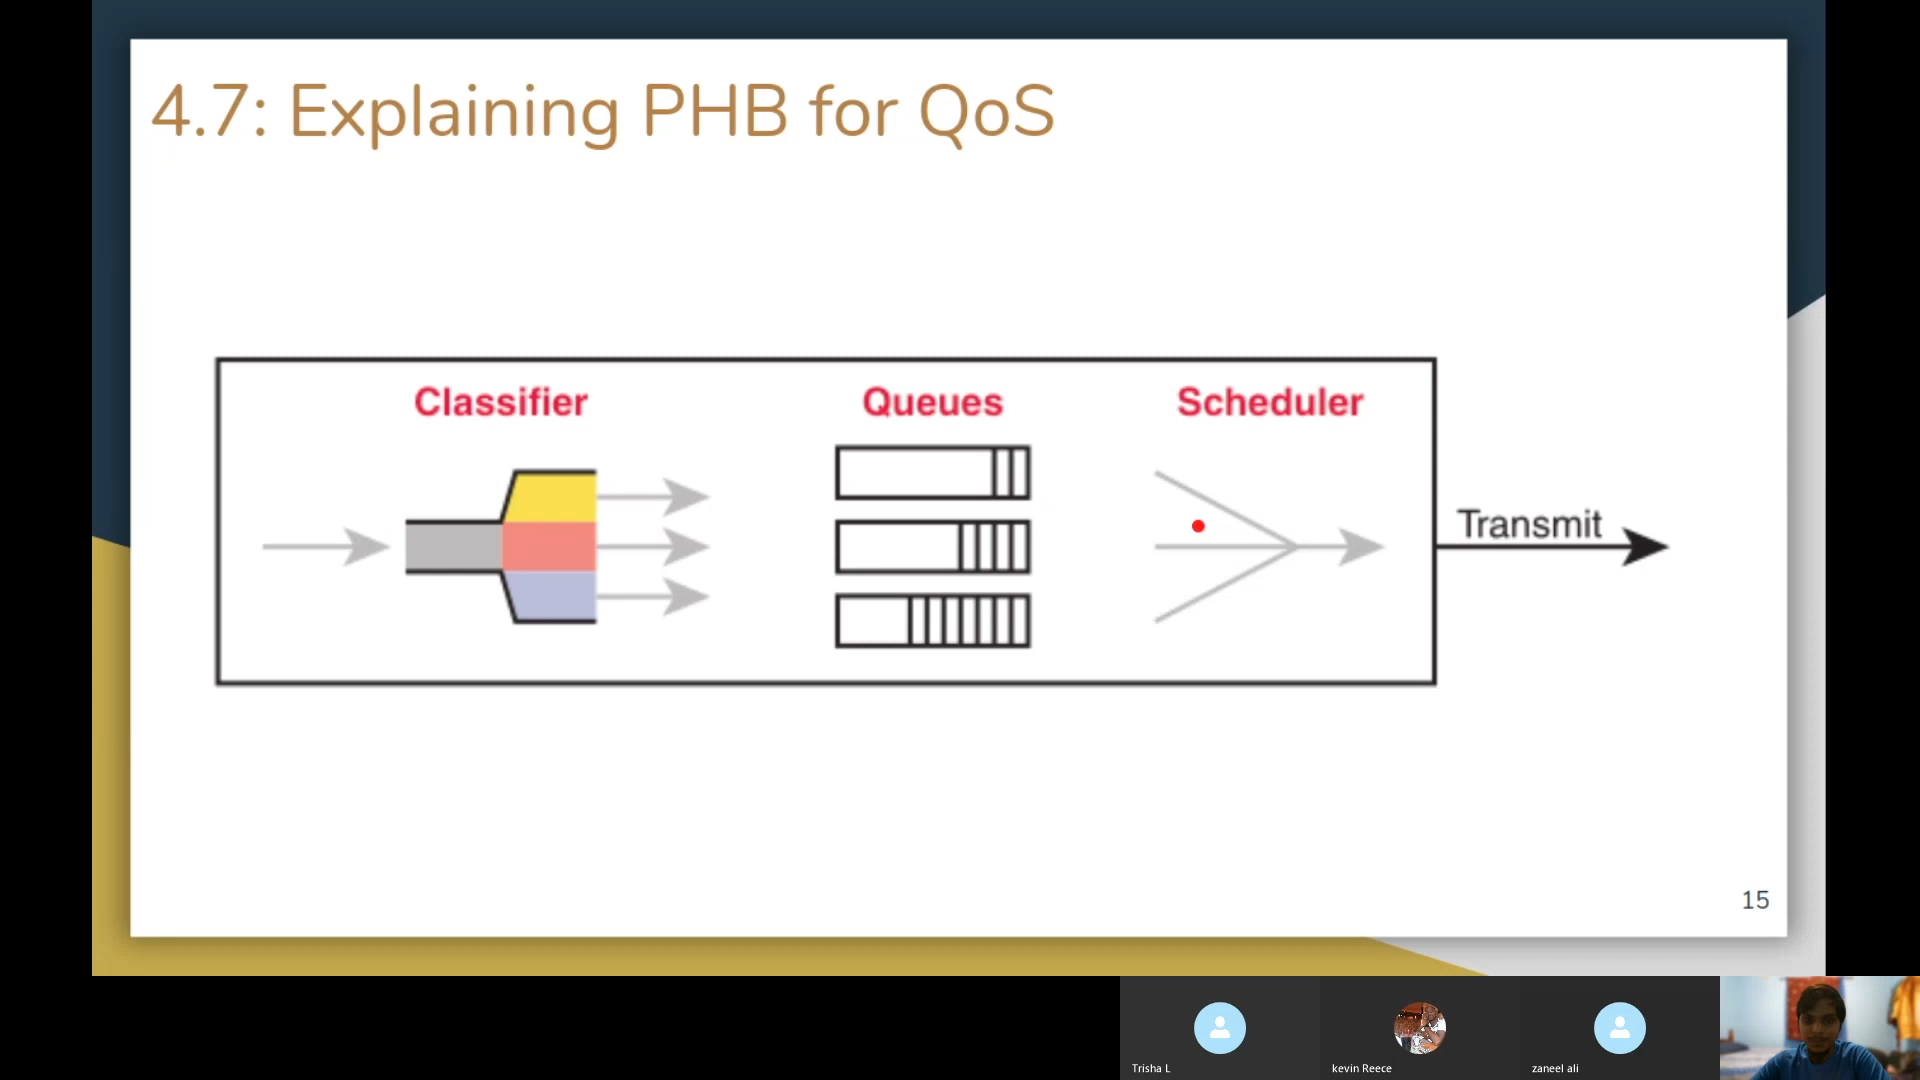 4.7: Explaining PHB for QoS
Classifier
Queues
Scheduler
Transmit
15
Trisha L
kevin Reece
zaneel ali